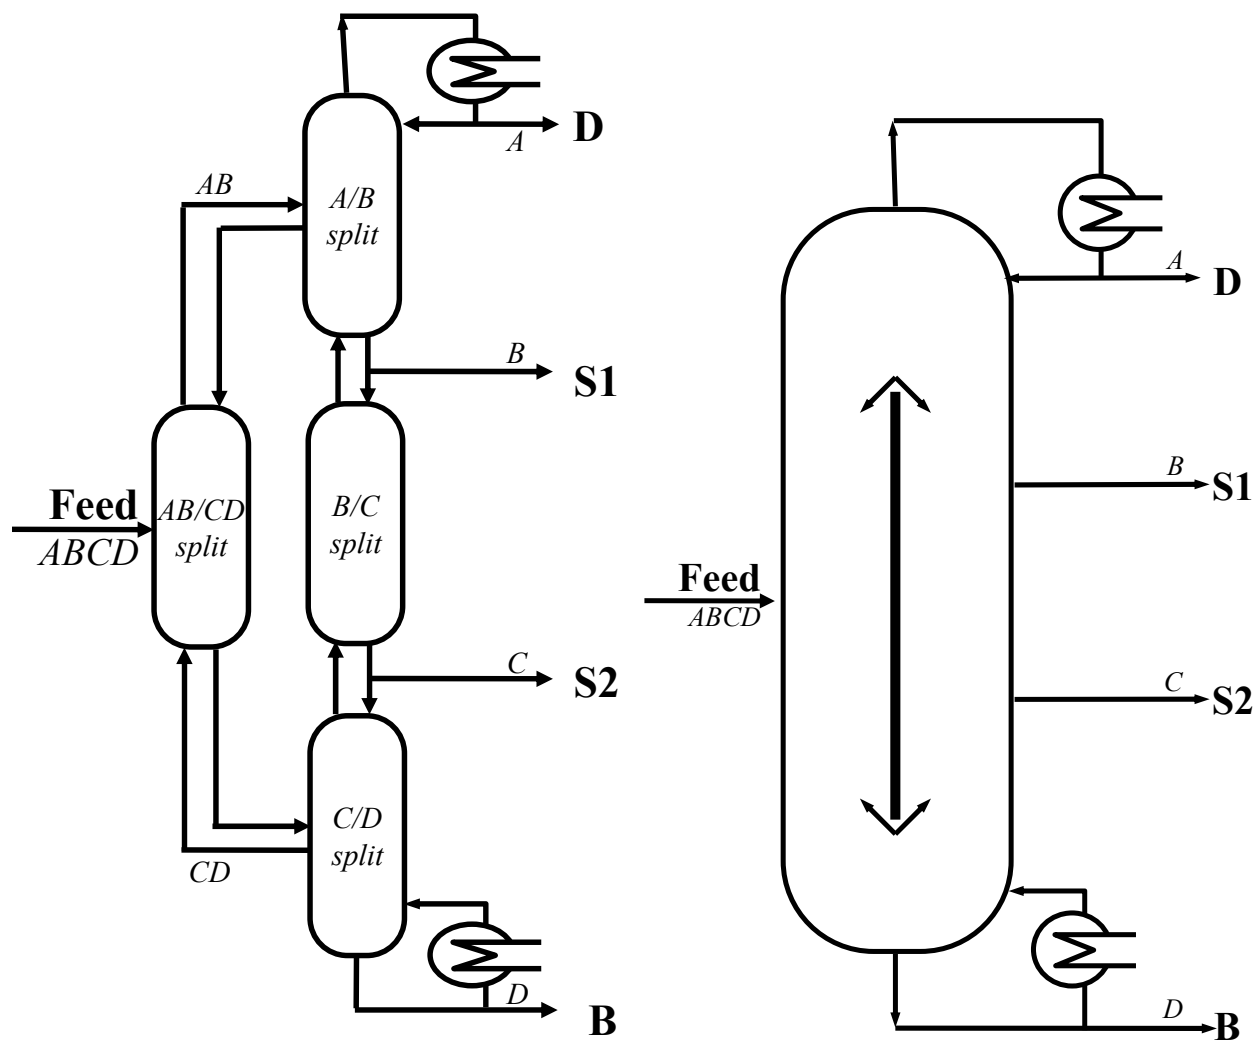 A
D
AB
A/B
split
B
S1
Feed
ABCD
AB/CD
split
B/C
split
C
S2
C/D
split
CD
D
B
A
D
B
S1
Feed
ABCD
C
S2
D
B